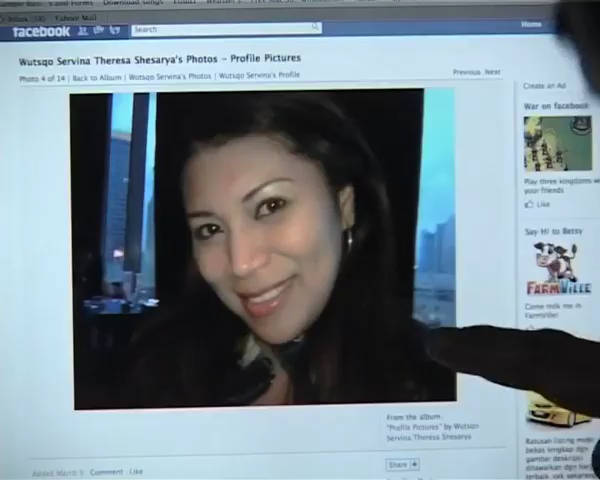 Yahoo! Mail
facebook
Search
Home
Wutsqo Servina Theresa Shesarya's Photos - Profile Pictures
Photo 4 of 14 | Back to Album | Wutsqo Servina's Photos | Wutsqo Servina's Profile
Previous Next
Create an Ad
War on facebook
Play three kingdoms
your friends
Like
Say Hi to Betsy
FARMVILLE
Come milk me in
Farmville!
From the album:
"Profile Pictures" by Wutsqo
Servina Theresa Shesarya
Share +
Added March 5 · Comment · Like
Ratusan listing mobil
bekas lengkap dgn
gambar deskripsi
ditawarkan dgn
terbaik